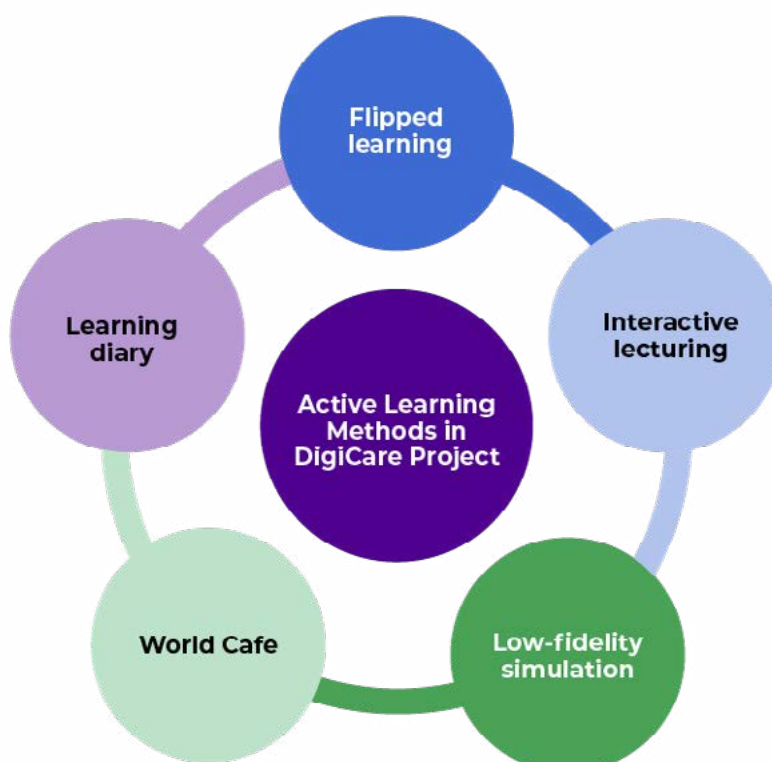 Flipped
learning
Interactive
lecturing
Low-fidelity
simulation
World Cafe
Learning
diary
Active Learning
Methods in
DigiCare Project